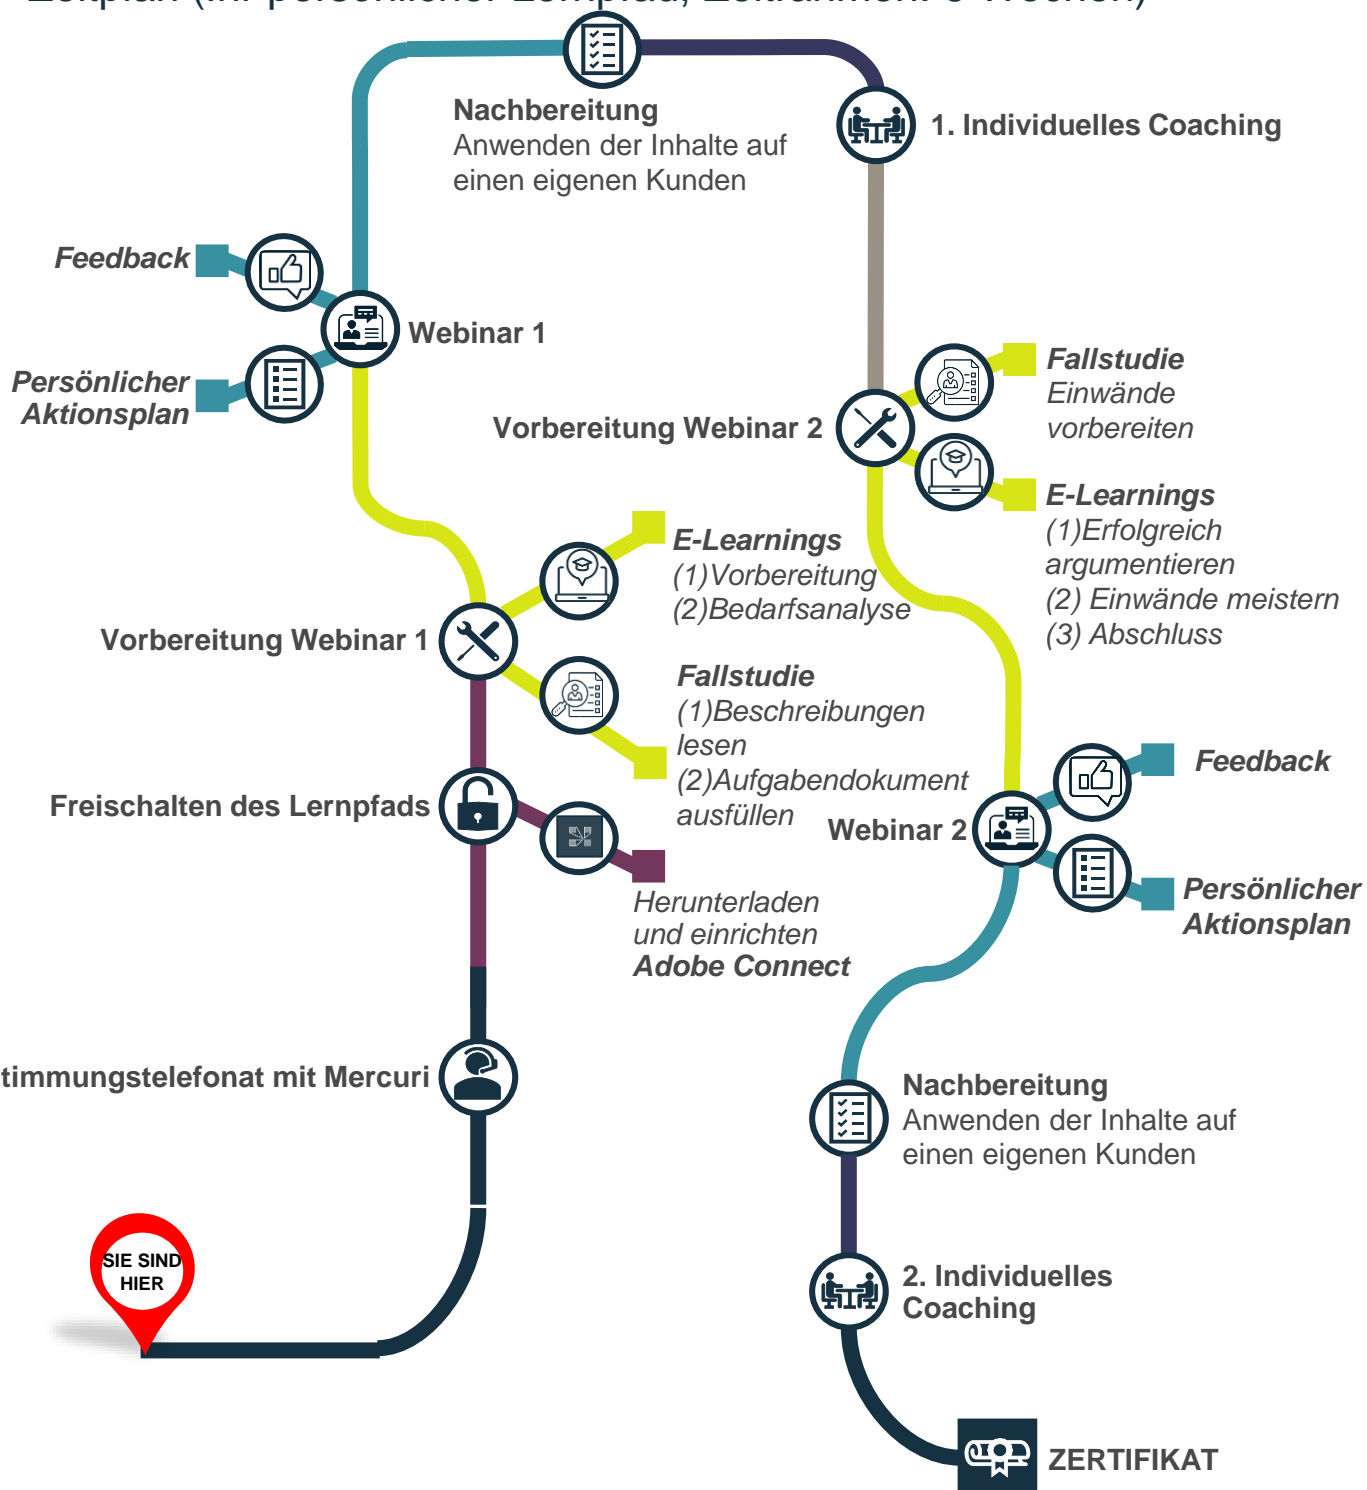 Nachbereitung
Anwenden der Inhalte auf
einen eigenen Kunden
1. Individuelles Coaching
Feedback
Webinar 1
Persönlicher
Aktionsplan
Fallstudie
Einwände
vorbereiten
Vorbereitung Webinar 2
E-Learnings
(1)Erfolgreich
argumentieren
(2) Einwände meistern
(3) Abschluss
E-Learnings
(1)Vorbereitung
(2)Bedarfsanalyse
Vorbereitung Webinar 1
Fallstudie
(1)Beschreibungen
lesen
(2)Aufgabendokument
ausfüllen
Freischalten des Lernpfads
Herunterladen
und einrichten
Adobe Connect
Feedback
Webinar 2
Persönlicher
Aktionsplan
timmungstelefonat mit Mercuri
Nachbereitung
Anwenden der Inhalte auf
einen eigenen Kunden
SIE SIND
HIER
2. Individuelles
Coaching
ZERTIFIKAT